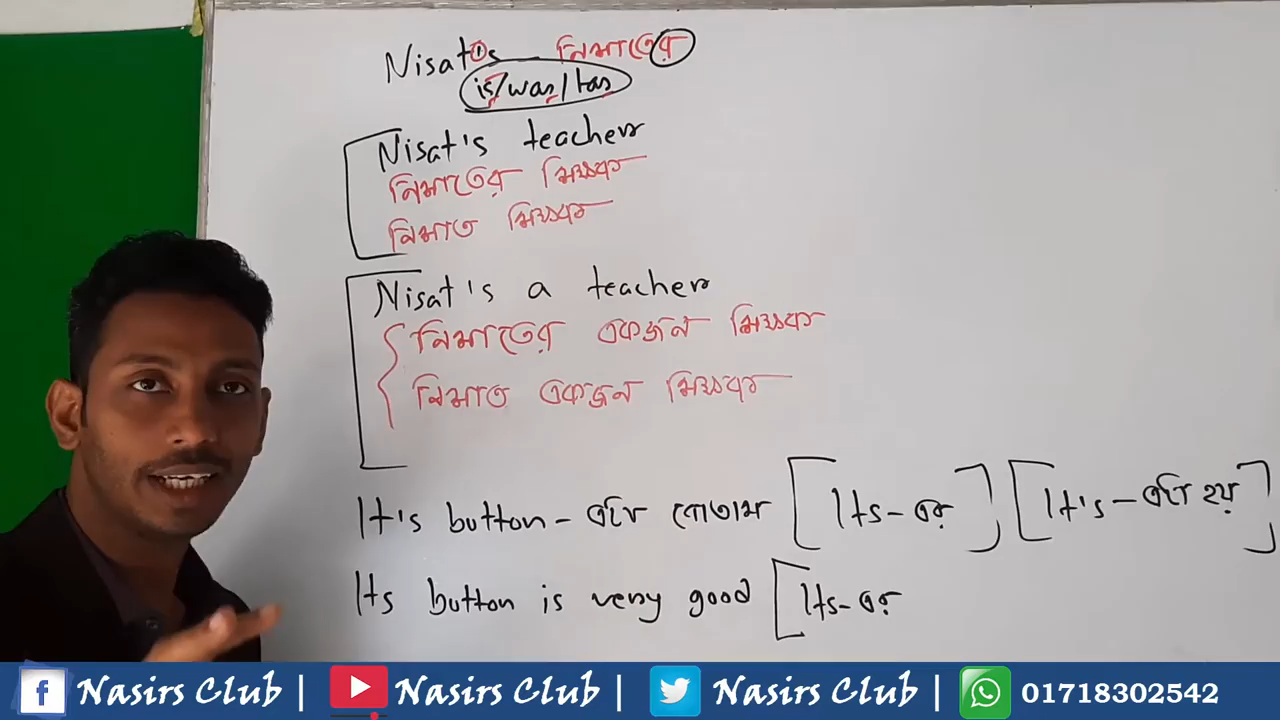 Nisat's – নিসাতের
is/was/has
Nisat's teacher
নিসাতের শিক্ষক
নিসাত শিক্ষক
Nisat's a teacher
নিসাতের একজন শিক্ষক
নিসাত একজন শিক্ষক
It's button – এটি বোতাম [Its – এর] [It's – এটি হয়]
Its button is very good [Its – এর
Nasirs Club | Nasirs Club | Nasirs Club | 01718302542